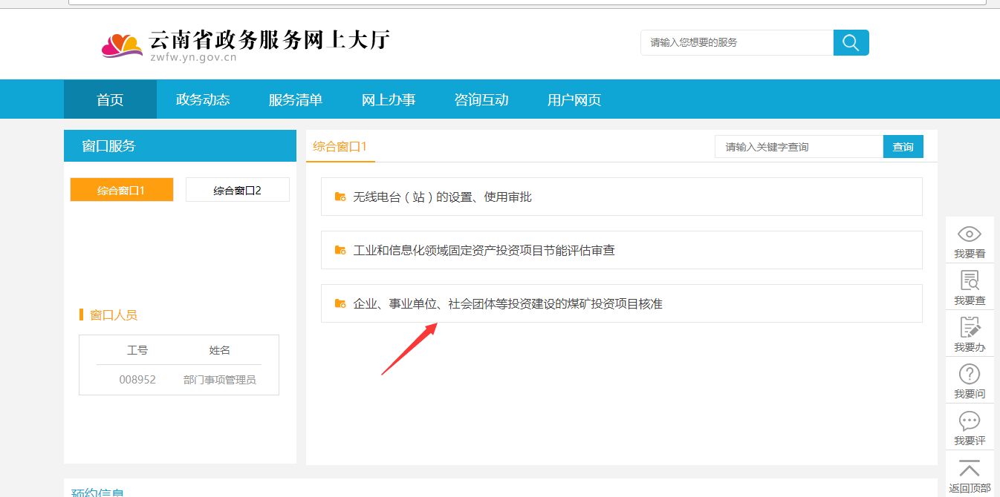 云南省政务服务网上大厅
zwfw.yn.gov.cn
请输入您想要的服务
首页 政务动态 服务清单 网上办事 咨询互动 用户网页
窗口服务
综合窗口1 综合窗口2
窗口人员
工号 姓名
008952 部门事项管理员
综合窗口1
请输入关键字查询 查询
无线电台（站）的设置、使用审批
工业和信息化领域固定资产投资项目节能评估审查
企业、事业单位、社会团体等投资建设的煤矿投资项目核准
我要看
我要查
我要办
我要问
我要评
返回顶部
预约信息